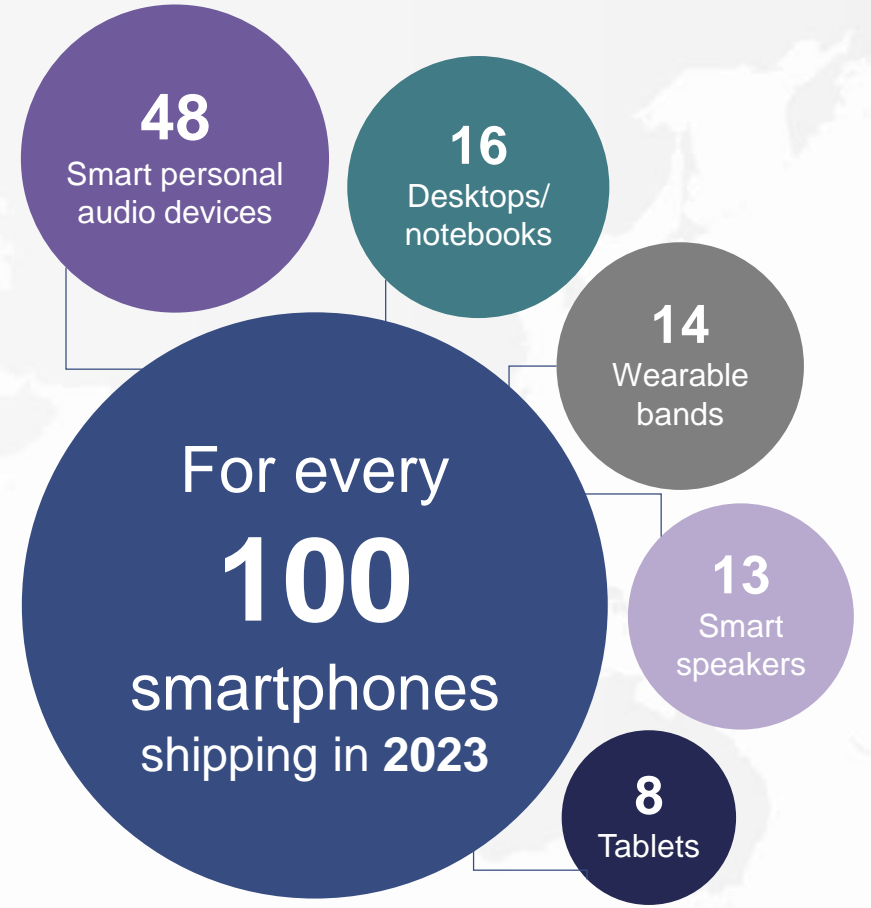 48
Smart personal
audio devices
16
Desktops/
notebooks
14
Wearable
bands
For every
100
smartphones
shipping in 2023
13
Smart
speakers
8
Tablets